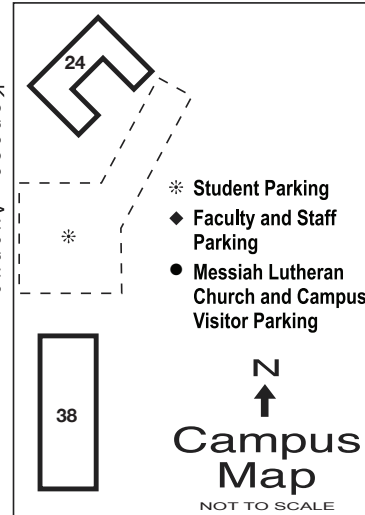 24
Student Parking
Faculty and Staff
Parking
Messiah Lutheran
Church and Campus
Visitor Parking
38
N
Campus
Map
NOT TO SCALE